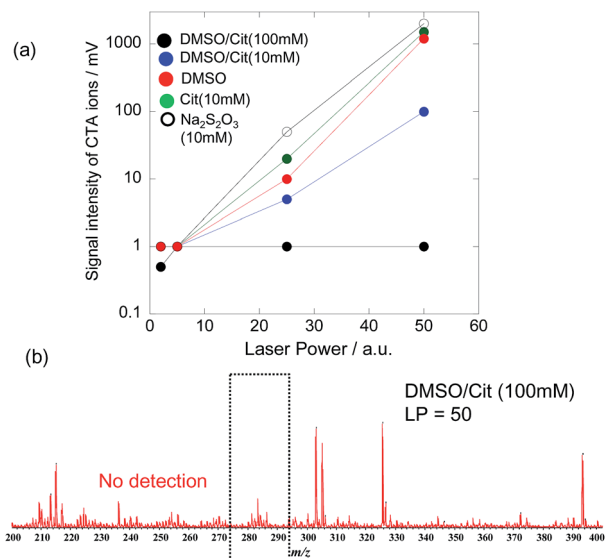 (a)
Signal intensity of CTA ions / mV
1000
100
10
1
0.1
DMSO/Cit(100mM)
DMSO/Cit(10mM)
DMSO
Cit(10mM)
Na₂S₂O₃
(10mM)
0 10 20 30 40 50 60
Laser Power / a.u.
(b)
DMSO/Cit (100mM)
LP = 50
No detection
200 210 220 230 240 250 260 270 280 290 300 310 320 330 340 350 360 370 380 390 400
m/z